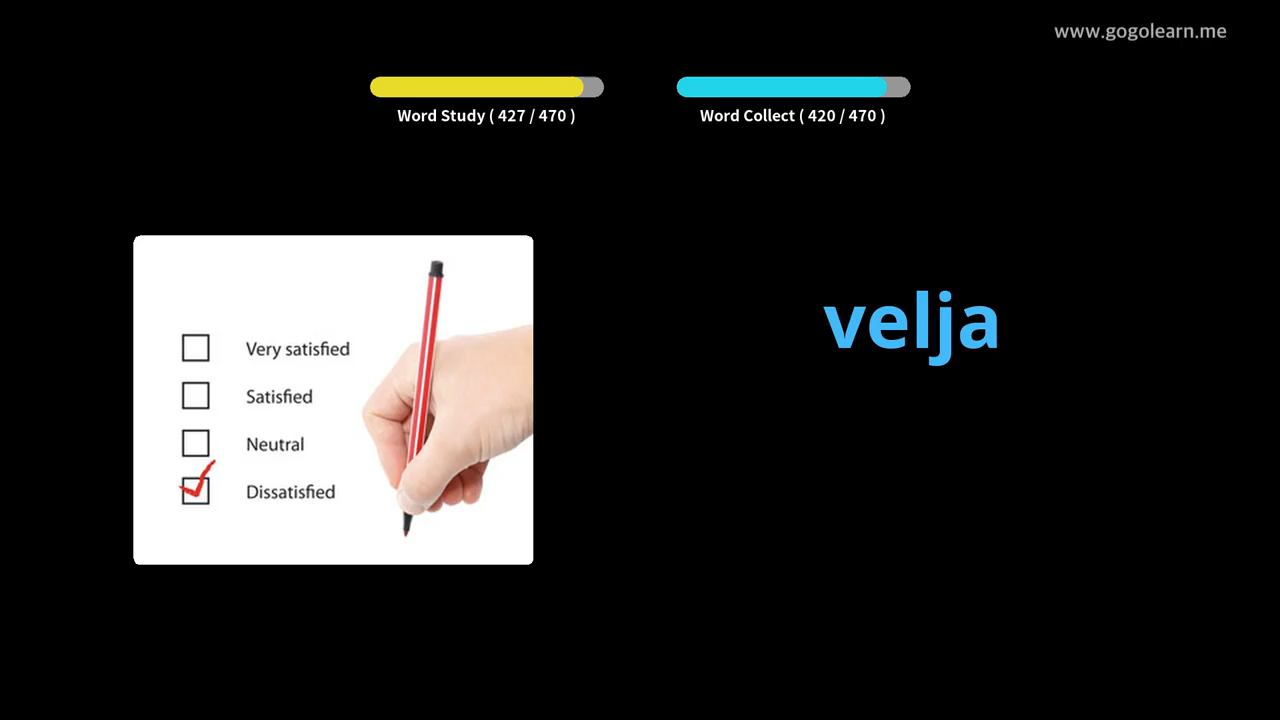 www.gogolearn.me
Word Study ( 427 / 470 )
Word Collect ( 420 / 470 )
Very satisfied
Satisfied
Neutral
Dissatisfied
velja